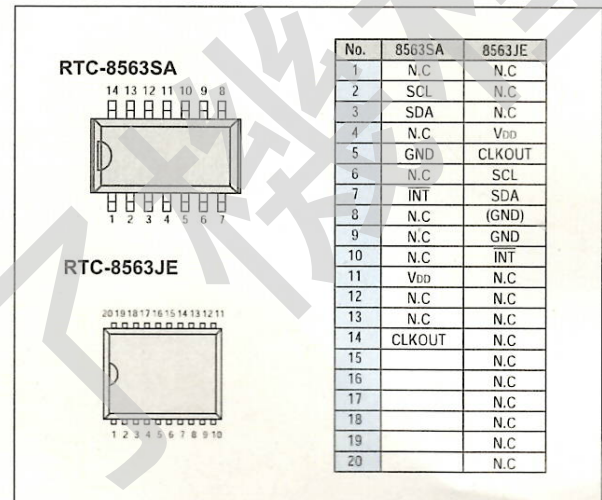 RTC-8563SA
14 13 12 11 10 9 8
1 2 3 4 5 6 7
RTC-8563JE
20 19 18 17 16 15 14 13 12 11
1 2 3 4 5 6 7 8 9 10
No. 8563SA 8563JE
1 N.C N.C
2 SCL N.C
3 SDA N.C
4 N.C VDD
5 GND CLKOUT
6 N.C SCL
7 INT SDA
8 N.C (GND)
9 N.C GND
10 N.C INT
11 VDD N.C
12 N.C N.C
13 N.C N.C
14 CLKOUT N.C
15 N.C
16 N.C
17 N.C
18 N.C
19 N.C
20 N.C